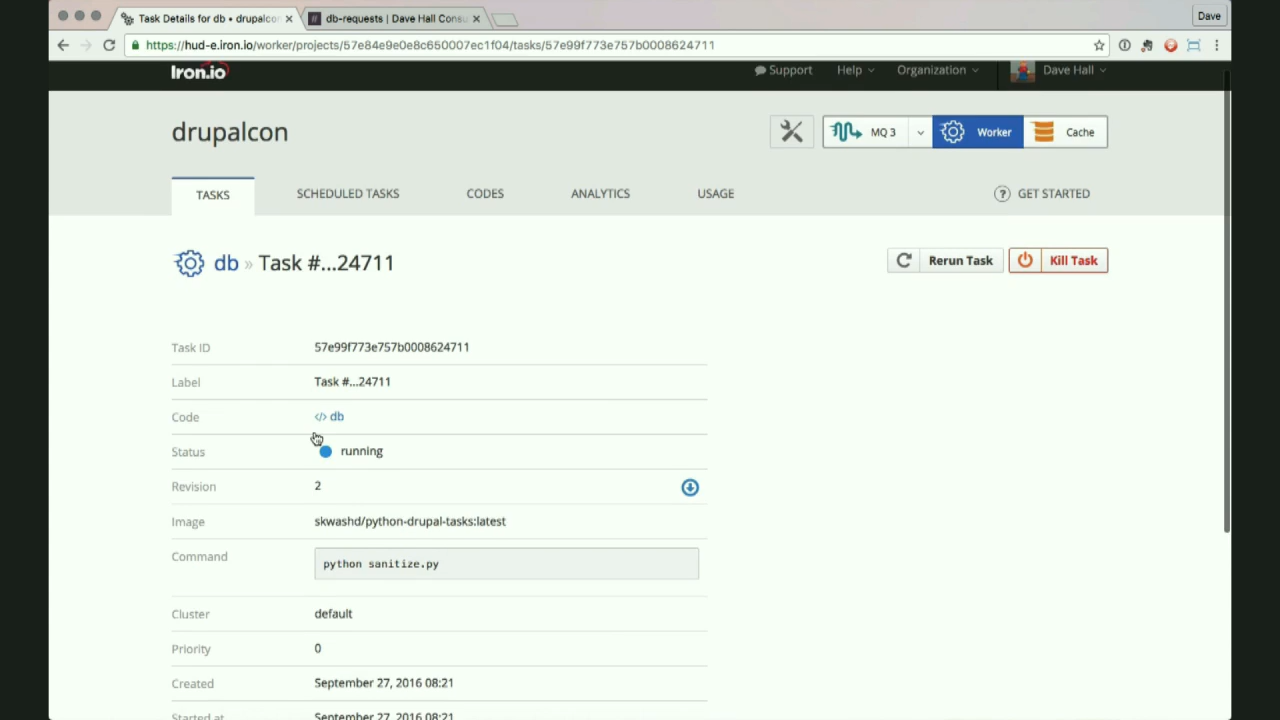 Task Details for db • drupalco
db-requests | Dave Hall Consu
Dave
https://hud-e.iron.io/worker/projects/57e84e9e0e8c650007ec1f04/tasks/57e99f773e757b0008624711
Iron.io
Support
Help
Organization
Dave Hall
drupalcon
MQ 3
Worker
Cache
TASKS
SCHEDULED TASKS
CODES
ANALYTICS
USAGE
? GET STARTED
db » Task #...24711
Rerun Task
Kill Task
Task ID 57e99f773e757b0008624711
Label Task #...24711
Code </> db
Status running
Revision 2
Image skwashd/python-drupal-tasks:latest
Command python sanitize.py
Cluster default
Priority 0
Created September 27, 2016 08:21
Started at September 27, 2016 08:21